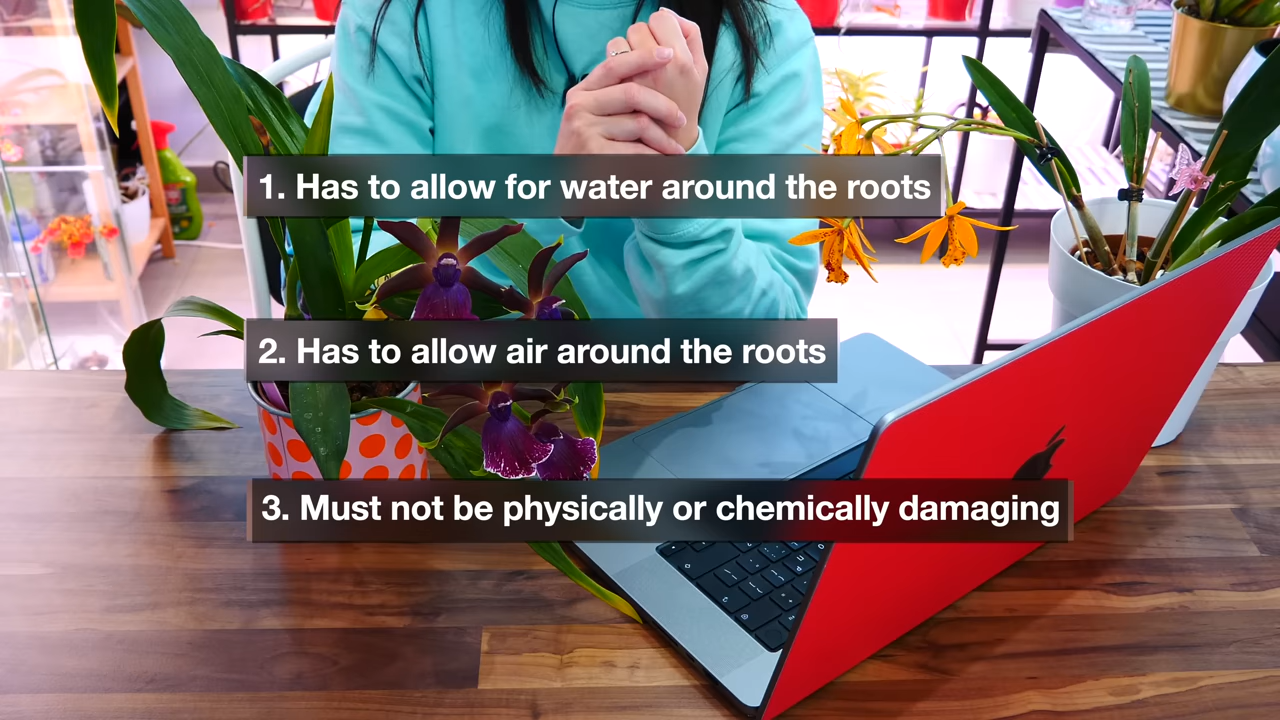 1. Has to allow for water around the roots
2. Has to allow air around the roots
3. Must not be physically or chemically damaging